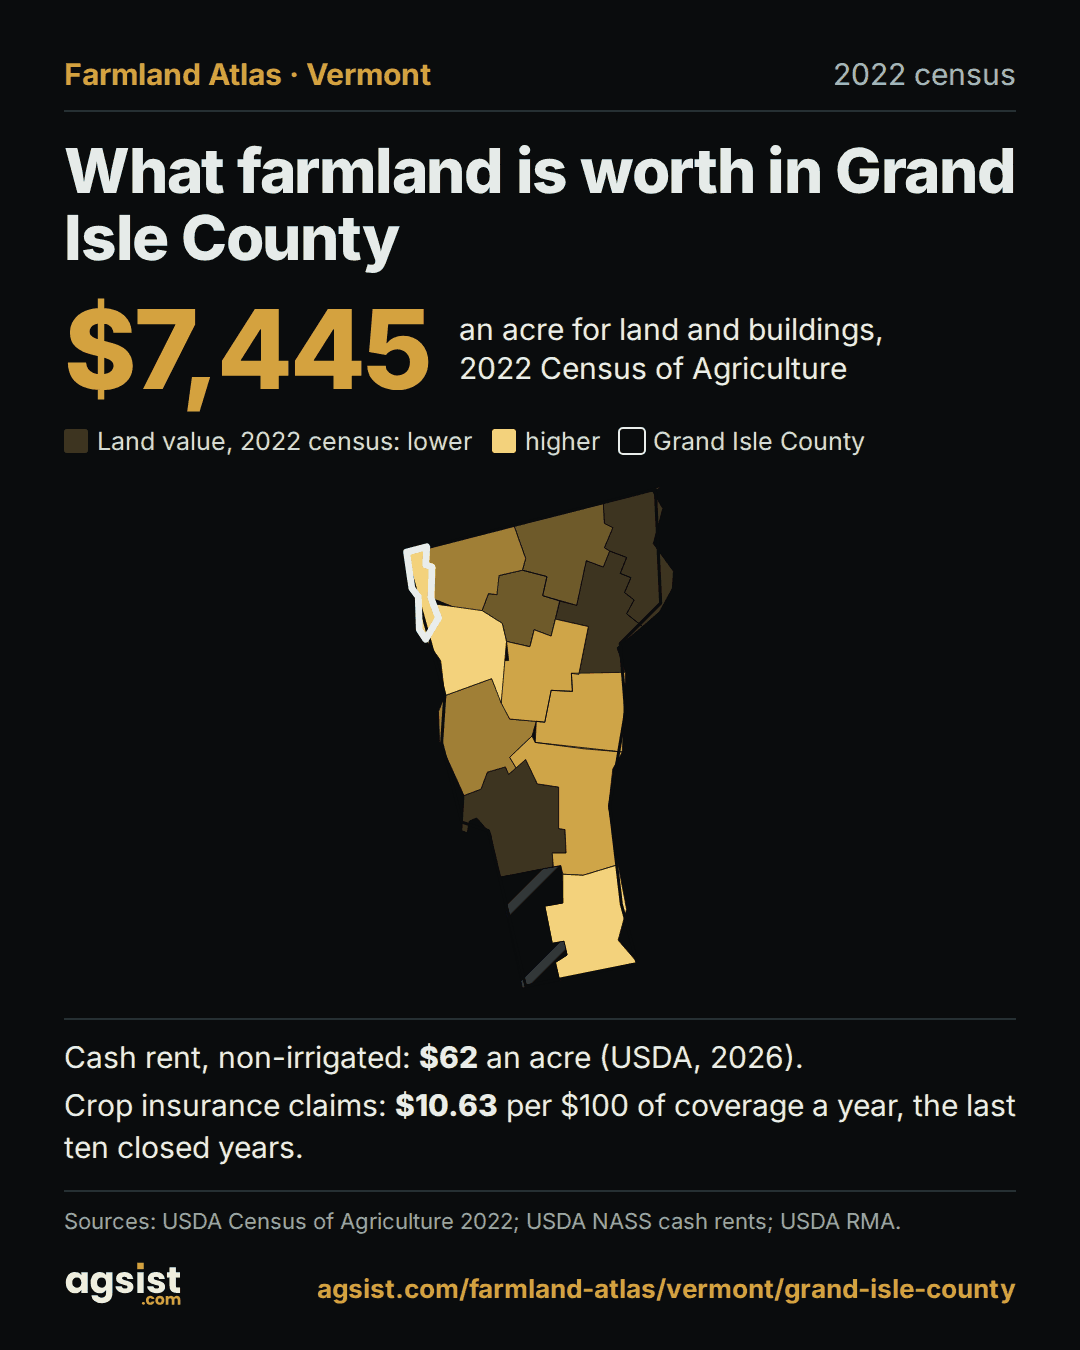 Farmland Atlas · Vermont
2022 census
What farmland is worth in Grand
Isle County
$7,445
an acre for land and buildings,
2022 Census of Agriculture
Land value, 2022 census: lower
higher
Grand Isle County
Cash rent, non-irrigated: $62 an acre (USDA, 2026).
Crop insurance claims: $10.63 per $100 of coverage a year, the last
ten closed years.
Sources: USDA Census of Agriculture 2022; USDA NASS cash rents; USDA RMA.
agsist
.com
agsist.com/farmland-atlas/vermont/grand-isle-county